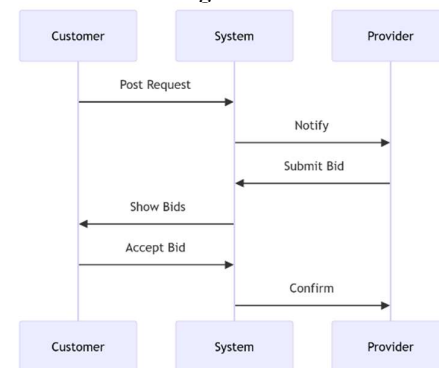 Customer System Provider
Post Request
Notify
Submit Bid
Show Bids
Accept Bid
Confirm
Customer System Provider